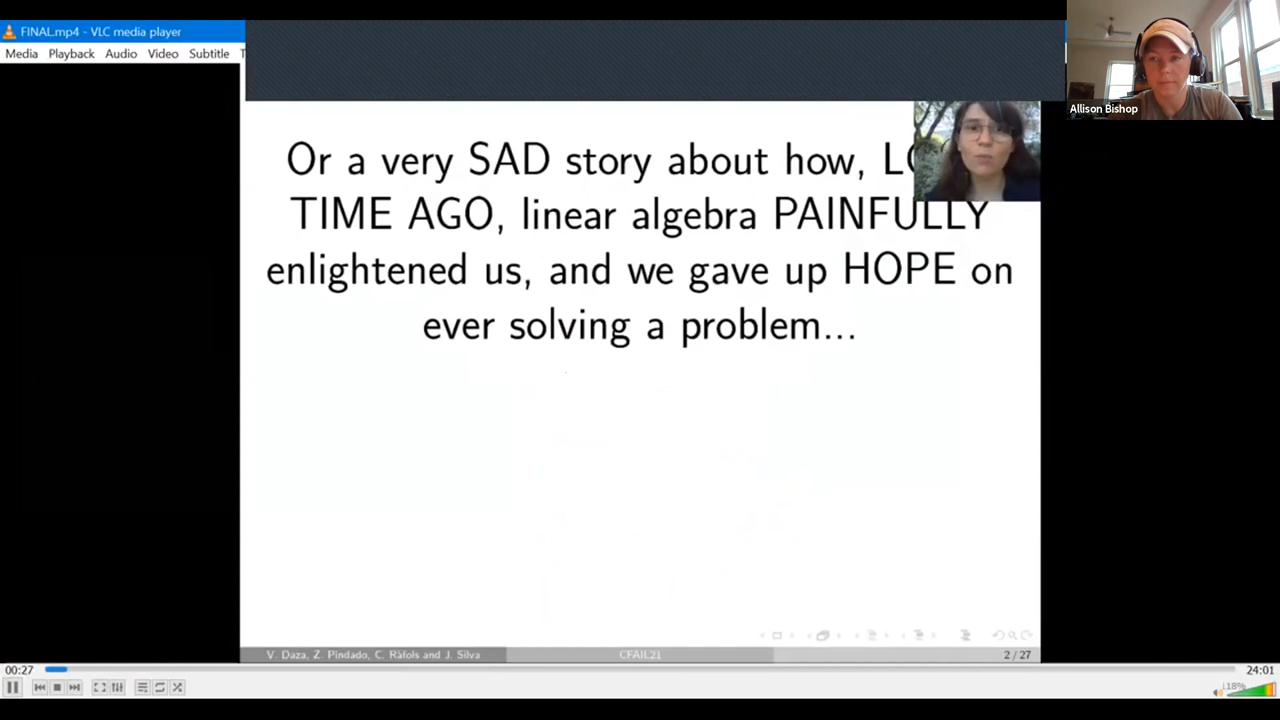 FINAL.mp4 - VLC media player
Media Playback Audio Video Subtitle
Allison Bishop
Or a very SAD story about how,
TIME AGO, linear algebra PAINFULLY
enlightened us, and we gave up HOPE on
ever solving a problem...
V. Daza, Z. Pindado, C. Ràfols and J. Silva
CFAIL21
2 / 27
00:27
24:01
118%